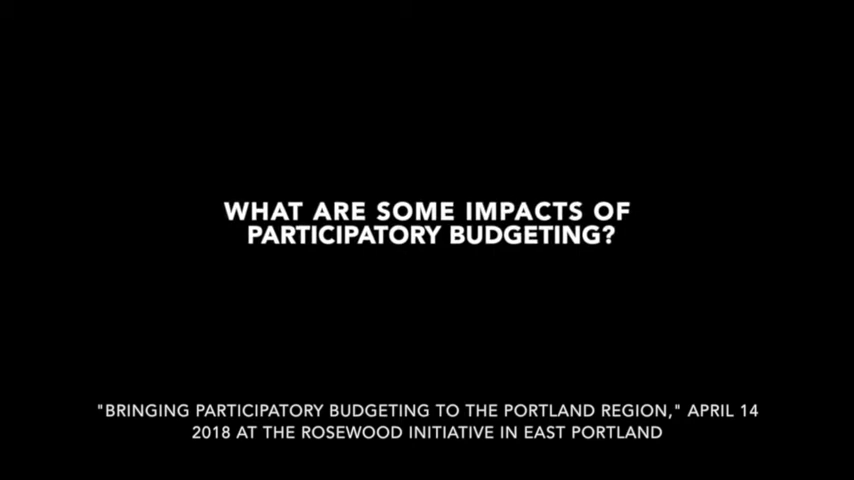 WHAT ARE SOME IMPACTS OF
PARTICIPATORY BUDGETING?
"BRINGING PARTICIPATORY BUDGETING TO THE PORTLAND REGION," APRIL 14
2018 AT THE ROSEWOOD INITIATIVE IN EAST PORTLAND